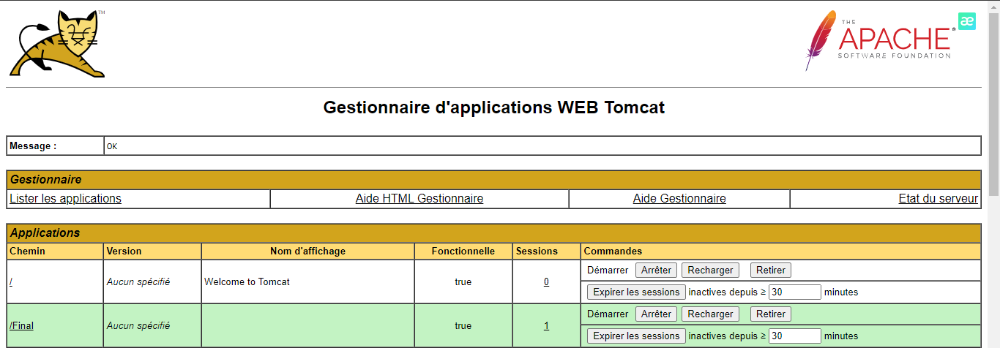 TM
THE
APACHE®
SOFTWARE FOUNDATION
æ
Gestionnaire d'applications WEB Tomcat
Message : OK
Gestionnaire
Lister les applications Aide HTML Gestionnaire Aide Gestionnaire Etat du serveur
Applications
Chemin Version Nom d'affichage Fonctionnelle Sessions Commandes
/ Aucun spécifié Welcome to Tomcat true 0 Démarrer Arrêter Recharger Retirer
Expirer les sessions inactives depuis ≥ 30 minutes
/Final Aucun spécifié true 1 Démarrer Arrêter Recharger Retirer
Expirer les sessions inactives depuis ≥ 30 minutes